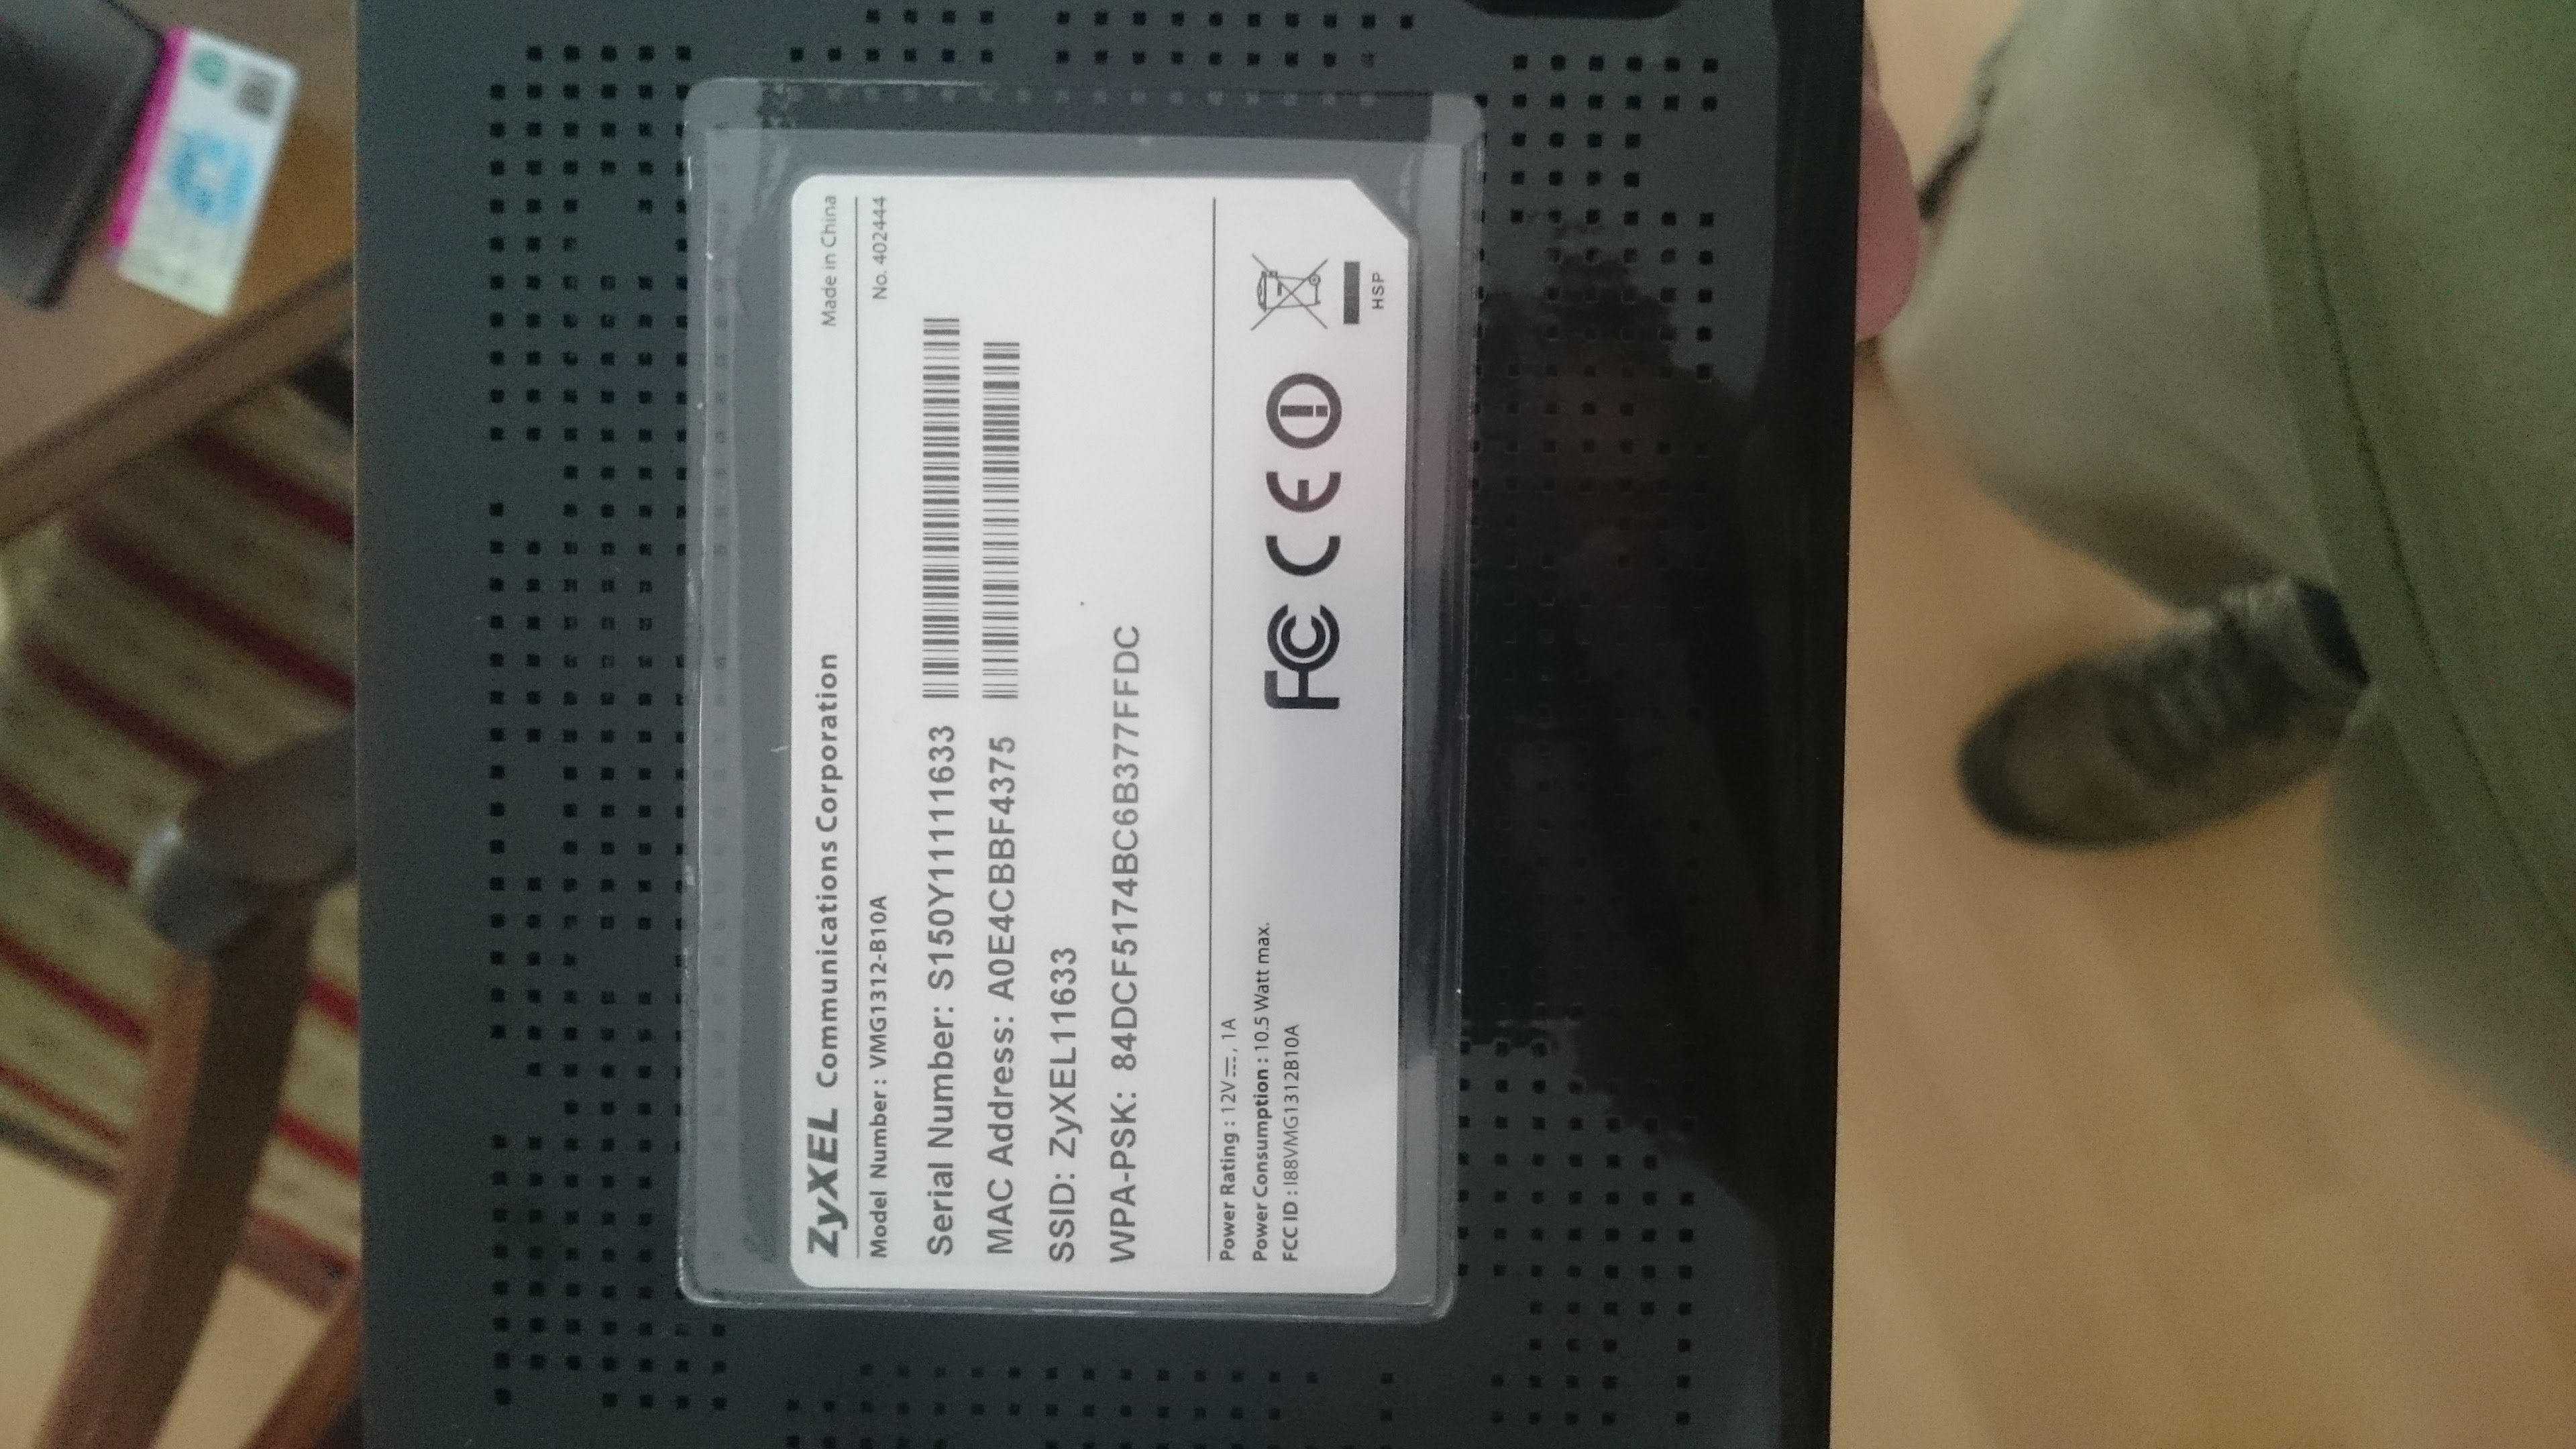 ZyXEL Communications Corporation Made in China
Model Number : VMG1312-B10A No. 402444
Serial Number: S150Y11111633
MAC Address: A0E4CBBF4375
SSID: ZyXEL11633
WPA-PSK: 84DCF5174BC6B377FFDC
Power Rating : 12V⎓, 1A
Power Consumption : 10.5 Watt max.
FCC ID : I88VMG1312B10A
FC CE
HSP